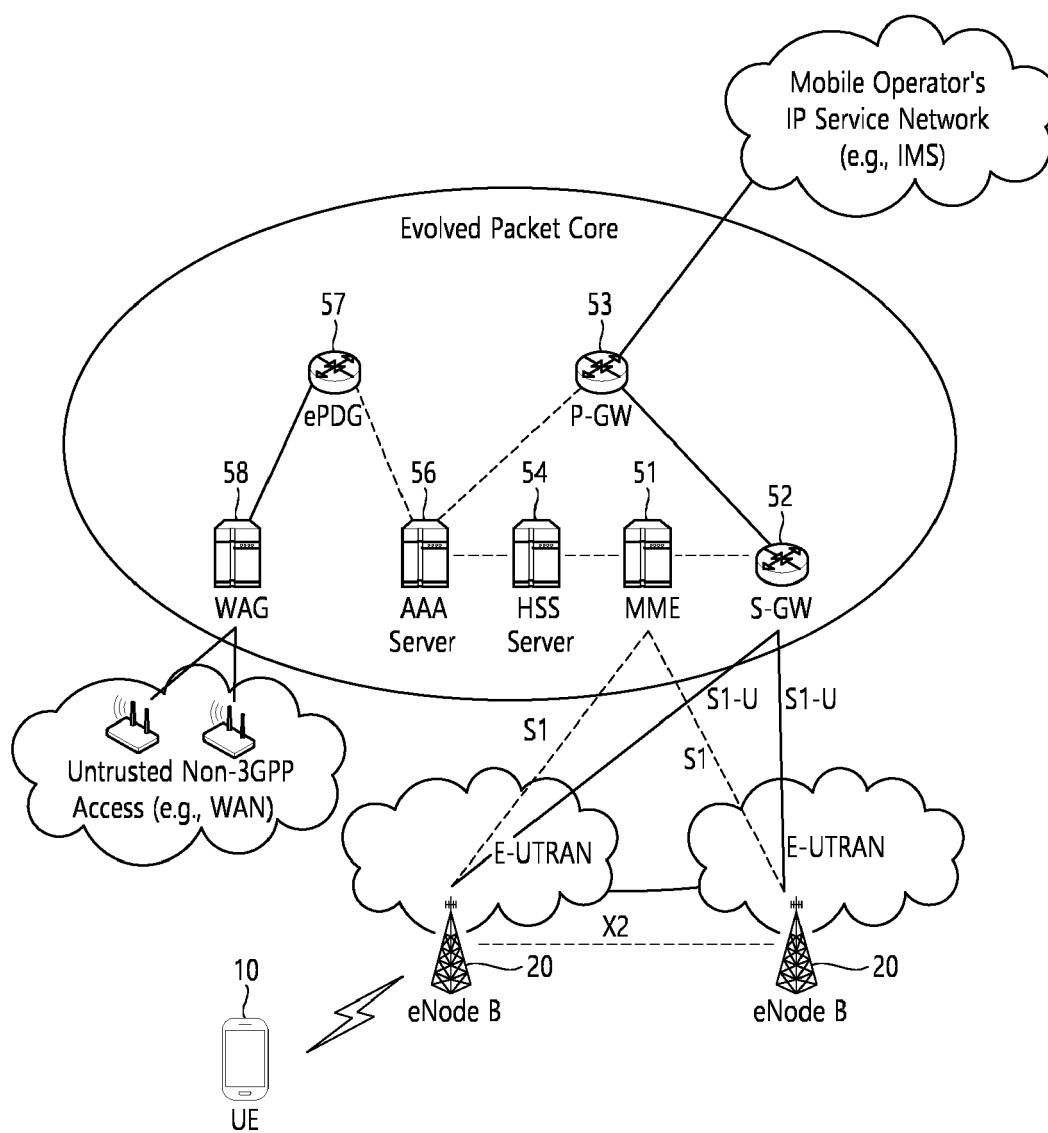 Mobile Operator's
IP Service Network
(e.g., IMS)
Evolved Packet Core
57
53
ePDG
P-GW
58
56
54
51
52
WAG
AAA
Server
HSS
Server
MME
S-GW
S1-U
S1-U
S1
S1
Untrusted Non-3GPP
Access (e.g., WAN)
E-UTRAN
E-UTRAN
X2
20
20
eNode B
eNode B
10
UE